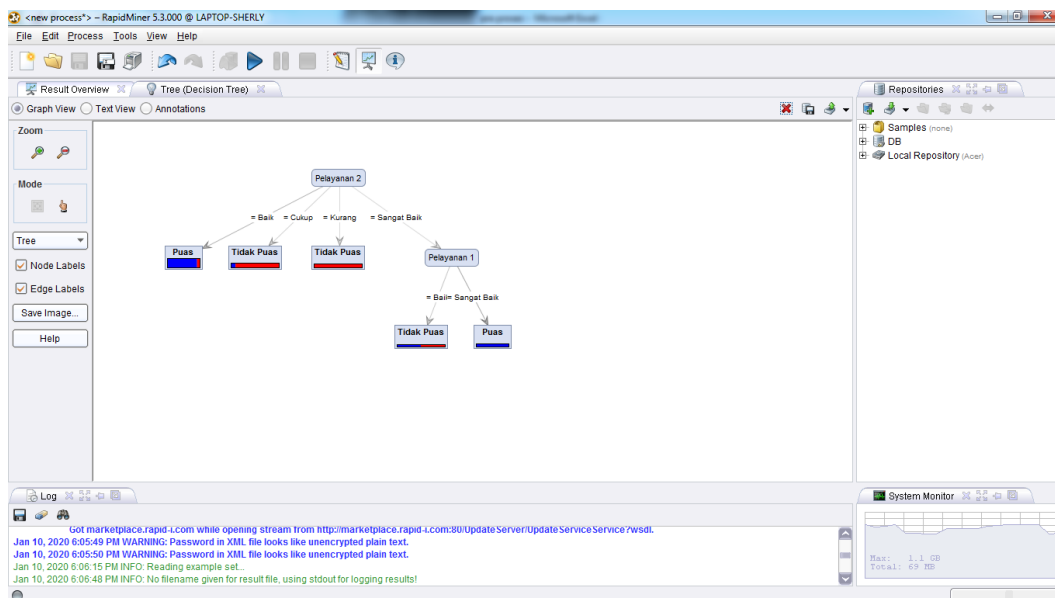 <new process*> – RapidMiner 5.3.000 @ LAPTOP-SHERLY
File Edit Process Tools View Help
Result Overview Tree (Decision Tree)
Graph View Text View Annotations
Zoom
Mode
Tree
Node Labels
Edge Labels
Save Image...
Help
Pelayanan 2
= Baik = Cukup = Kurang = Sangat Baik
Puas Tidak Puas Tidak Puas
Pelayanan 1
= Baik= Sangat Baik
Tidak Puas Puas
Repositories
Samples (none)
DB
Local Repository (Acer)
Log
Got marketplace.rapid-i.com while opening stream from http://marketplace.rapid-i.com:80/UpdateServer/UpdateServiceService?wsdl.
Jan 10, 2020 6:05:49 PM WARNING: Password in XML file looks like unencrypted plain text.
Jan 10, 2020 6:05:50 PM WARNING: Password in XML file looks like unencrypted plain text.
Jan 10, 2020 6:06:15 PM INFO: Reading example set...
Jan 10, 2020 6:06:48 PM INFO: No filename given for result file, using stdout for logging results!
System Monitor
Max: 1.1 GB
Total: 69 MB